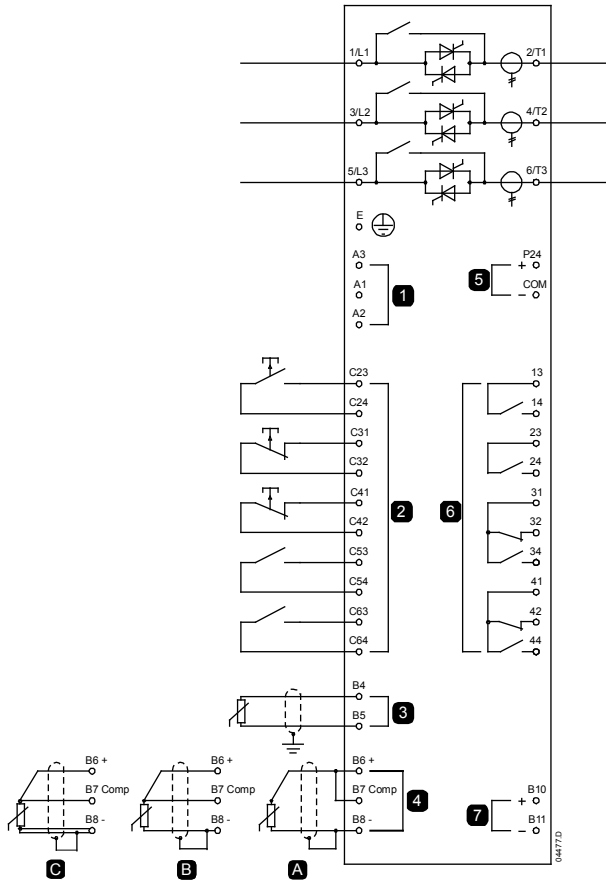 1/L1 2/T1
3/L2 4/T2
5/L3 6/T3
E
A3 P24
+
1 5
A1 COM
-
A2
C23 13
C24 14
C31 23
C32 24
C41 31
2 6
C42 32
C53 34
C54 41
C63 42
C64 44
B4
3
B5
B6 + B6 + B6 +
B7 Comp B7 Comp B7 Comp 4 + B10
7
B8 - B8 - B8 - - B11
C B A
04477.D